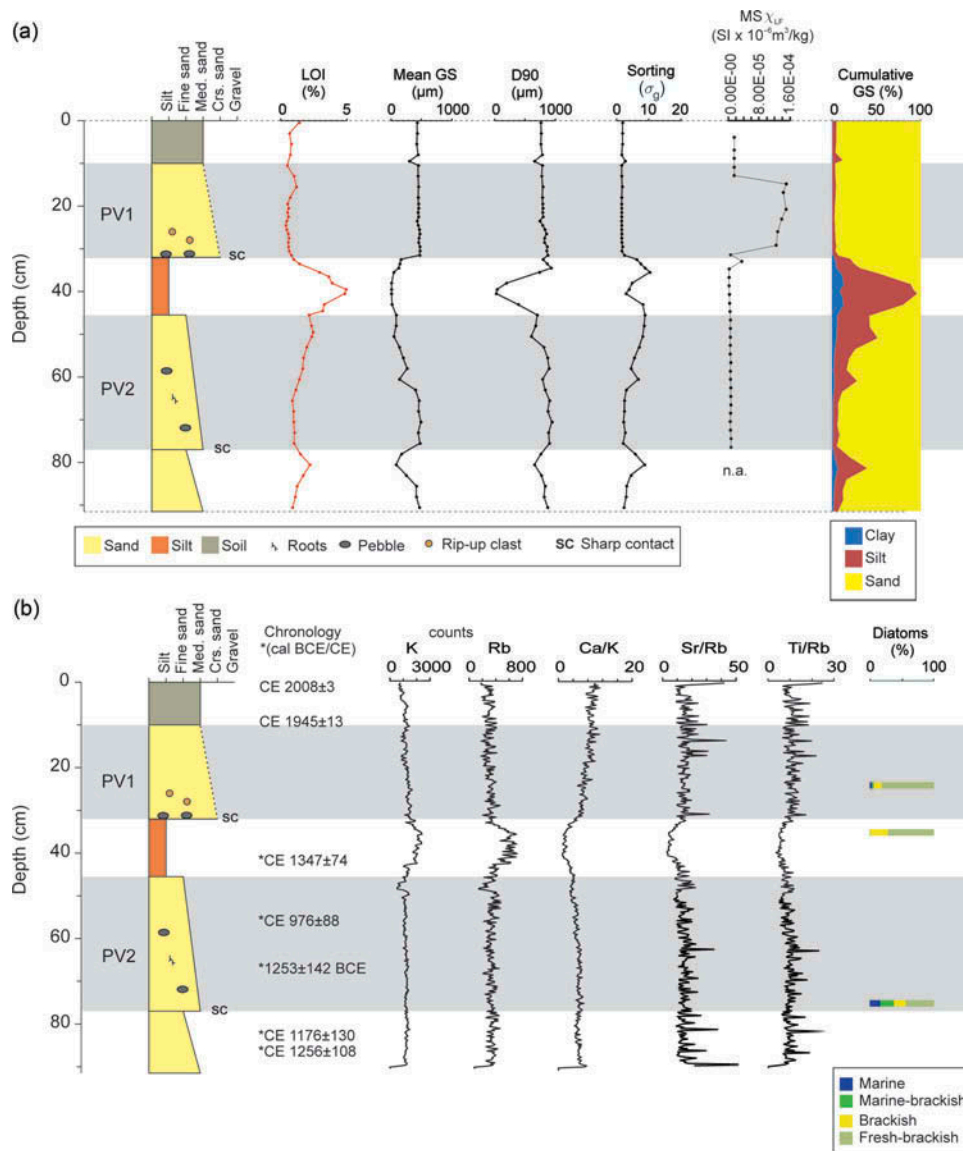 (a)
Silt
Fine sand
Med. sand
Crs. sand
Gravel
LOI
(%)
0 5
Mean GS
(µm)
0 1000
D90
(µm)
0 1000
Sorting
(σg)
0 10 20
MS χLF
(SI x 10⁻⁸m³/kg)
0.00E-00
8.00E-05
1.60E-04
Cumulative
GS (%)
0 50 100
Depth (cm)
0
20
40
60
80
PV1
SC
PV2
SC
n.a.
Sand Silt Soil Roots Pebble Rip-up clast SC Sharp contact
Clay
Silt
Sand
(b)
Silt
Fine sand
Med. sand
Crs. sand
Gravel
Chronology
*(cal BCE/CE)
counts
K
0 3000
Rb
0 800
Ca/K
0 20
Sr/Rb
0 50
Ti/Rb
0 30
Diatoms
(%)
0 100
Depth (cm)
0
20
40
60
80
PV1
SC
PV2
SC
CE 2008±3
CE 1945±13
*CE 1347±74
*CE 976±88
*1253±142 BCE
*CE 1176±130
*CE 1256±108
Marine
Marine-brackish
Brackish
Fresh-brackish